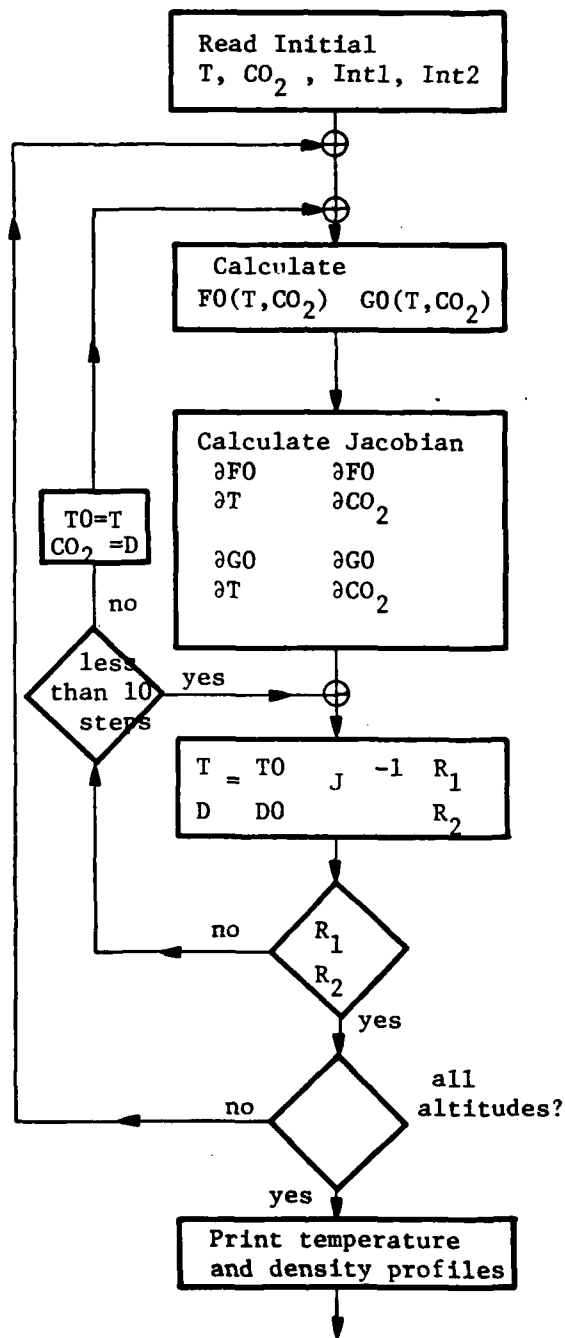 Read Initial
T, CO2 , Int1, Int2
Calculate
F0(T,CO2) G0(T,CO2)
Calculate Jacobian
∂F0 ∂F0
∂T ∂CO2
∂G0 ∂G0
∂T ∂CO2
T0=T
CO2 =D
no
less
than 10
steps
yes
T = T0 J -1 R1
D D0 R2
no
R1
R2
yes
all
altitudes?
no
yes
Print temperature
and density profiles